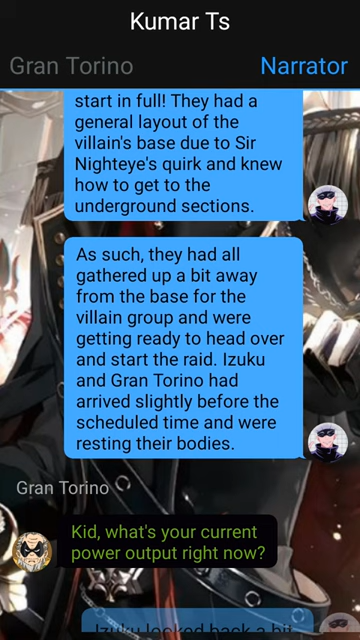 Kumar Ts
Gran Torino
Narrator
start in full! They had a
general layout of the
villain's base due to Sir
Nighteye's quirk and knew
how to get to the
underground sections.
As such, they had all
gathered up a bit away
from the base for the
villain group and were
getting ready to head over
and start the raid. Izuku
and Gran Torino had
arrived slightly before the
scheduled time and were
resting their bodies.
Gran Torino
Kid, what's your current
power output right now?
Izuku looked back a bit